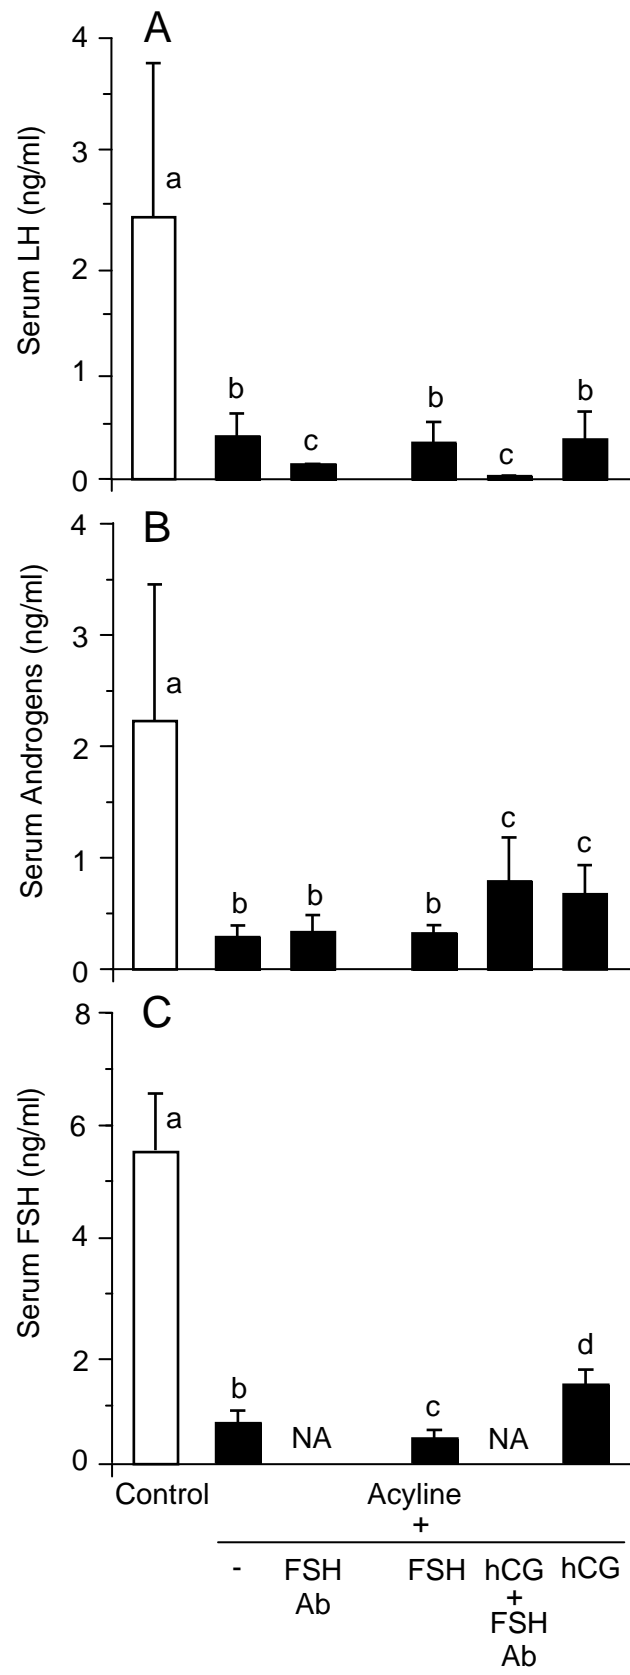 A
Serum LH (ng/ml)
4
3
2
1
0
a
b
c
b
c
b
B
Serum Androgens (ng/ml)
4
3
2
1
0
a
b
b
b
c
c
C
Serum FSH (ng/ml)
8
6
4
2
0
a
b
NA
c
NA
d
Control
Acyline
+
-
FSH
Ab
FSH
hCG
+
FSH
Ab
hCG